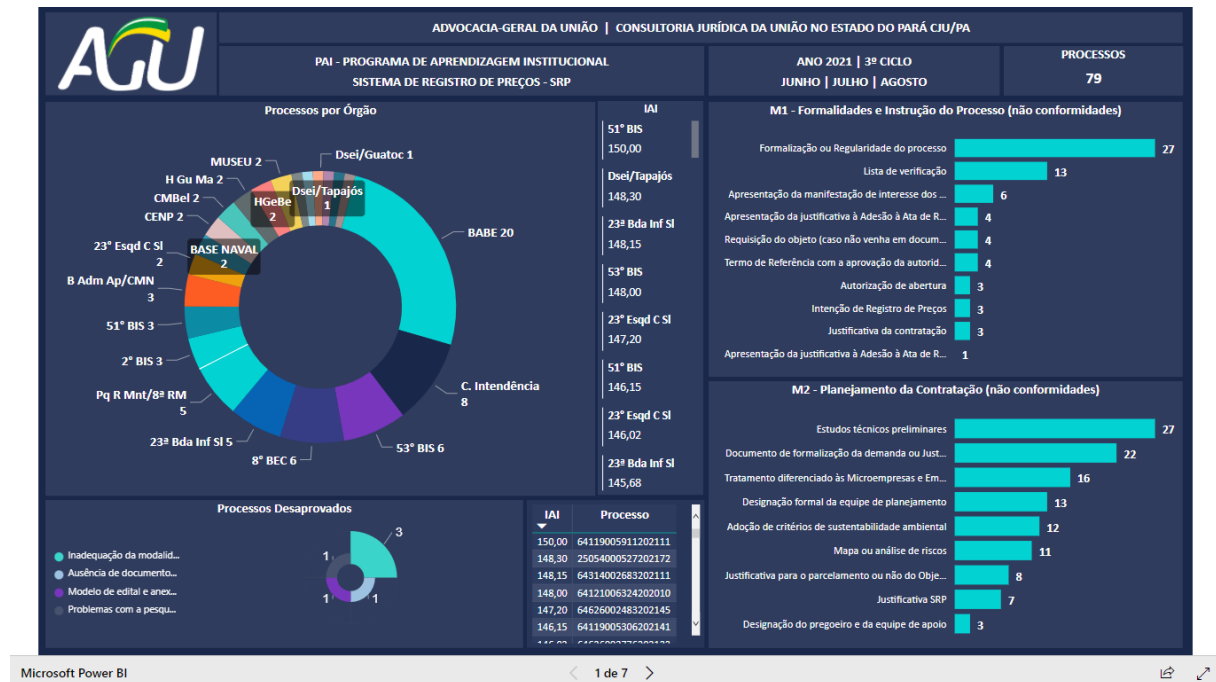 AGU
ADVOCACIA-GERAL DA UNIÃO | CONSULTORIA JURÍDICA DA UNIÃO NO ESTADO DO PARÁ CJU/PA
PAI - PROGRAMA DE APRENDIZAGEM INSTITUCIONAL
SISTEMA DE REGISTRO DE PREÇOS - SRP
ANO 2021 | 3º CICLO
JUNHO | JULHO | AGOSTO
PROCESSOS
79
Processos por Órgão
Dsei/Guatoc 1
MUSEU 2
H Gu Ma 2
CMBel 2
CENP 2
23° Esqd C Sl
2
B Adm Ap/CMN
3
51° BIS 3
2° BIS 3
Pq R Mnt/8ª RM
5
23ª Bda Inf Sl 5
8° BEC 6
53° BIS 6
C. Intendência
8
BABE 20
HGeBe
2
Dsei/Tapajós
1
BASE NAVAL
2
IAI
51° BIS
150,00
Dsei/Tapajós
148,30
23ª Bda Inf Sl
148,15
53° BIS
148,00
23° Esqd C Sl
147,20
51° BIS
146,15
23° Esqd C Sl
146,02
23ª Bda Inf Sl
145,68
M1 - Formalidades e Instrução do Processo (não conformidades)
Formalização ou Regularidade do processo 27
Lista de verificação 13
Apresentação da manifestação de interesse dos ... 6
Apresentação da justificativa à Adesão à Ata de R... 4
Requisição do objeto (caso não venha em docum... 4
Termo de Referência com a aprovação da autorid... 4
Autorização de abertura 3
Intenção de Registro de Preços 3
Justificativa da contratação 3
Apresentação da justificativa à Adesão à Ata de R... 1
M2 - Planejamento da Contratação (não conformidades)
Estudos técnicos preliminares 27
Documento de formalização da demanda ou Just... 22
Tratamento diferenciado às Microempresas e Em... 16
Designação formal da equipe de planejamento 13
Adoção de critérios de sustentabilidade ambiental 12
Mapa ou análise de riscos 11
Justificativa para o parcelamento ou não do Obje... 8
Justificativa SRP 7
Designação do pregoeiro e da equipe de apoio 3
Processos Desaprovados
Inadequação da modalid...
Ausência de documento...
Modelo de edital e anex...
Problemas com a pesqu...
3
1
1
1
IAI Processo
150,00 64119005911202111
148,30 25054000527202172
148,15 64314002683202111
148,00 64121006324202010
147,20 64626002483202145
146,15 64119005306202141
Microsoft Power BI
1 de 7